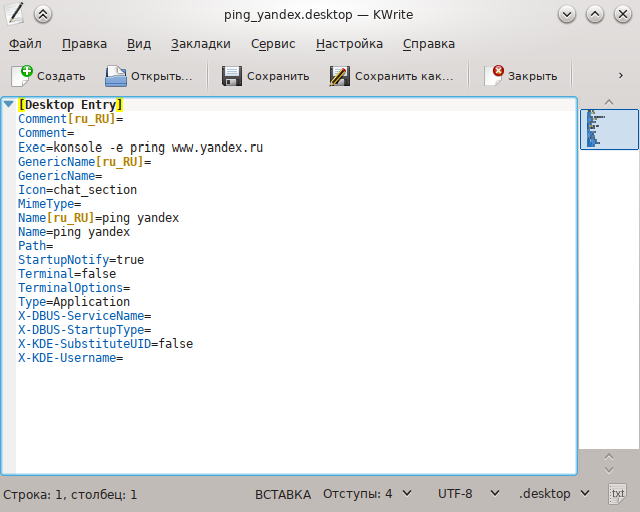 ping_yandex.desktop — KWrite
Файл Правка Вид Закладки Сервис Настройка Справка
Создать Открыть... Сохранить Сохранить как... Закрыть
[Desktop Entry]
Comment[ru_RU]=
Comment=
Exec=konsole -e pring www.yandex.ru
GenericName[ru_RU]=
GenericName=
Icon=chat_section
MimeType=
Name[ru_RU]=ping yandex
Name=ping yandex
Path=
StartupNotify=true
Terminal=false
TerminalOptions=
Type=Application
X-DBUS-ServiceName=
X-DBUS-StartupType=
X-KDE-SubstituteUID=false
X-KDE-Username=
Строка: 1, столбец: 1 ВСТАВКА Отступы: 4 UTF-8 .desktop txt